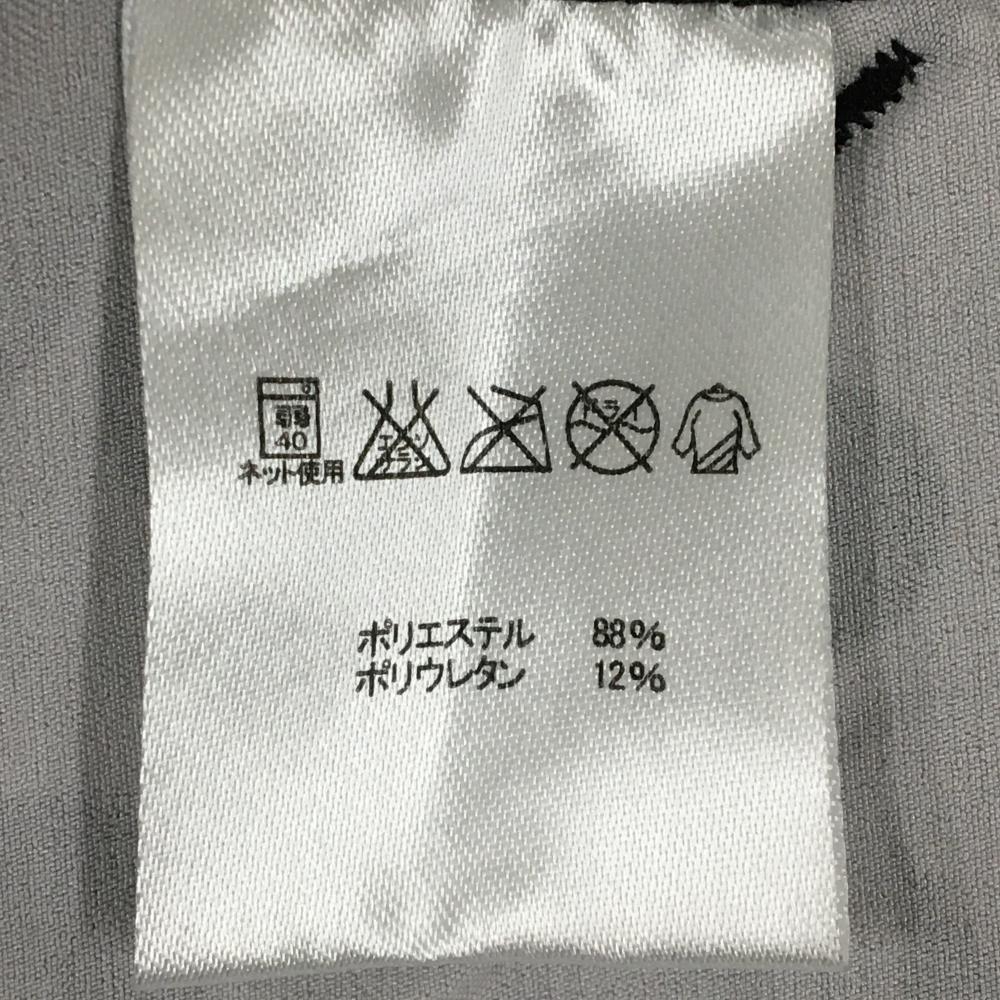 弱
40
ネット使用
エンソ
サラシ
ドライ
ポリエステル 88%
ポリウレタン 12%